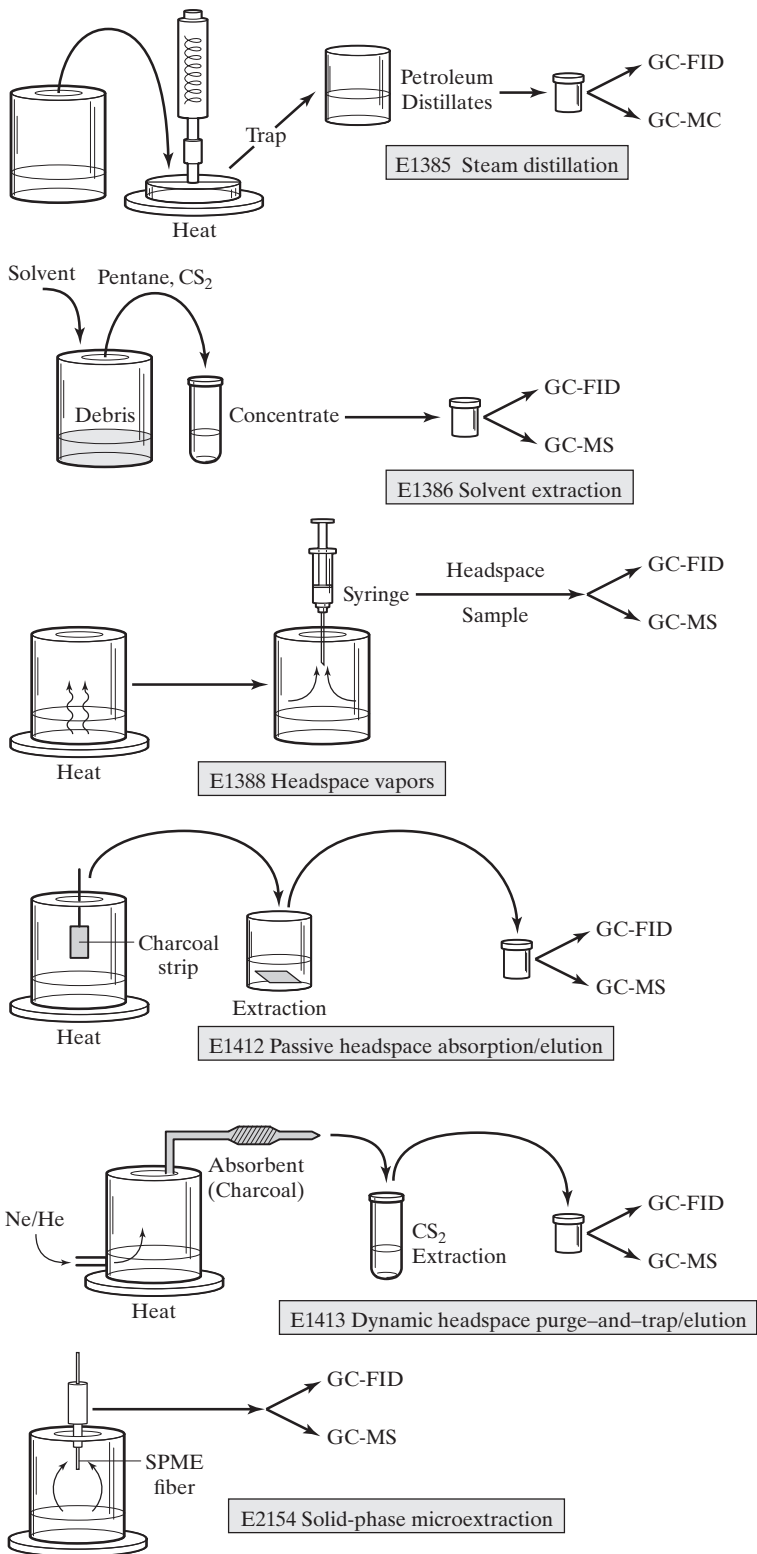 Trap
Petroleum
Distillates
GC-FID
GC-MC
Heat
E1385 Steam distillation
Solvent
Pentane, CS₂
Debris
Concentrate
GC-FID
GC-MS
E1386 Solvent extraction
Syringe
Headspace
Sample
GC-FID
GC-MS
Heat
E1388 Headspace vapors
Charcoal
strip
Heat
Extraction
GC-FID
GC-MS
E1412 Passive headspace absorption/elution
Absorbent
(Charcoal)
Ne/He
Heat
CS₂
Extraction
GC-FID
GC-MS
E1413 Dynamic headspace purge–and–trap/elution
GC-FID
GC-MS
SPME
fiber
E2154 Solid-phase microextraction